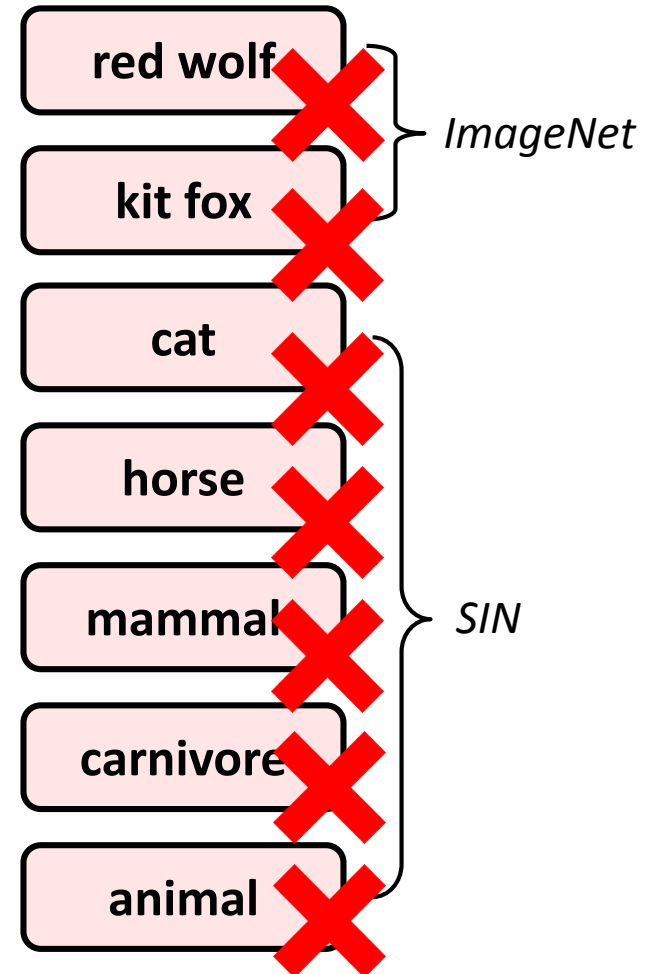 red wolf
ImageNet
kit fox
cat
horse
mammal
SIN
carnivore
animal